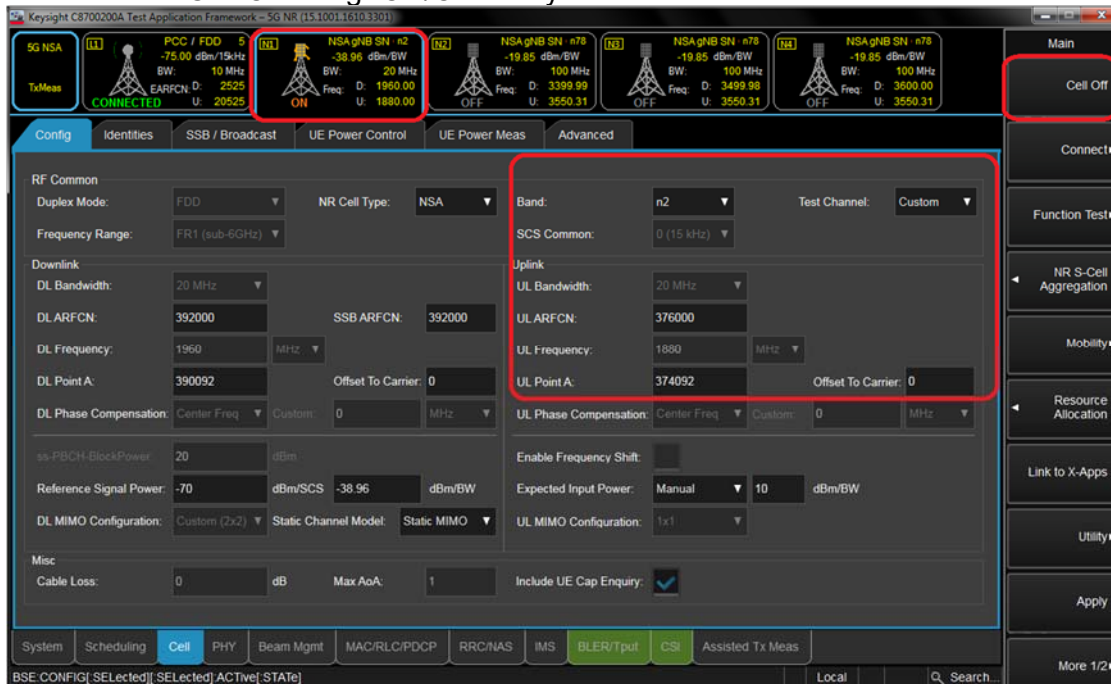 Keysight C8700200A Test Application Framework - 5G NR (15.1001.1610.3301)
5G NSA
TxMeas
L1
PCC / FDD 5
-75.00 dBm/15kHz
BW: 10 MHz
EARFCN: D: 2525
U: 20525
CONNECTED
N1
NSA gNB SN - n2
-38.96 dBm/BW
BW: 20 MHz
Freq: D: 1960.00
U: 1880.00
ON
N2
NSA gNB SN - n78
-19.85 dBm/BW
BW: 100 MHz
Freq: D: 3399.99
U: 3550.31
OFF
N3
NSA gNB SN - n78
-19.85 dBm/BW
BW: 100 MHz
Freq: D: 3499.98
U: 3550.31
OFF
N4
NSA gNB SN - n78
-19.85 dBm/BW
BW: 100 MHz
Freq: D: 3600.00
U: 3550.31
OFF
Main
Cell Off
Connect
Function Test
NR S-Cell
Aggregation
Mobility
Resource
Allocation
Link to X-Apps
Utility
Apply
More 1/2
Config Identities SSB / Broadcast UE Power Control UE Power Meas Advanced
RF Common
Duplex Mode: FDD NR Cell Type: NSA Band: n2 Test Channel: Custom
Frequency Range: FR1 (sub-6GHz) SCS Common: 0 (15 kHz)
Downlink
DL Bandwidth: 20 MHz
DL ARFCN: 392000 SSB ARFCN: 392000
DL Frequency: 1960 MHz
DL Point A: 390092 Offset To Carrier: 0
DL Phase Compensation: Center Freq Custom: 0 MHz
ss-PBCH-BlockPower: 20 dBm
Reference Signal Power: -70 dBm/SCS -38.96 dBm/BW
DL MIMO Configuration: Custom (2x2) Static Channel Model: Static MIMO
Uplink
UL Bandwidth: 20 MHz
UL ARFCN: 376000
UL Frequency: 1880 MHz
UL Point A: 374092 Offset To Carrier: 0
UL Phase Compensation: Center Freq Custom: 0 MHz
Enable Frequency Shift:
Expected Input Power: Manual 10 dBm/BW
UL MIMO Configuration: 1x1
Misc
Cable Loss: 0 dB Max AoA: 1 Include UE Cap Enquiry:
System Scheduling Cell PHY Beam Mgmt MAC/RLC/PDCP RRC/NAS IMS BLER/Tput CSI Assisted Tx Meas
BSE:CONFIG[:SELected][:SELected]:ACTive[:STATe] Local Search...